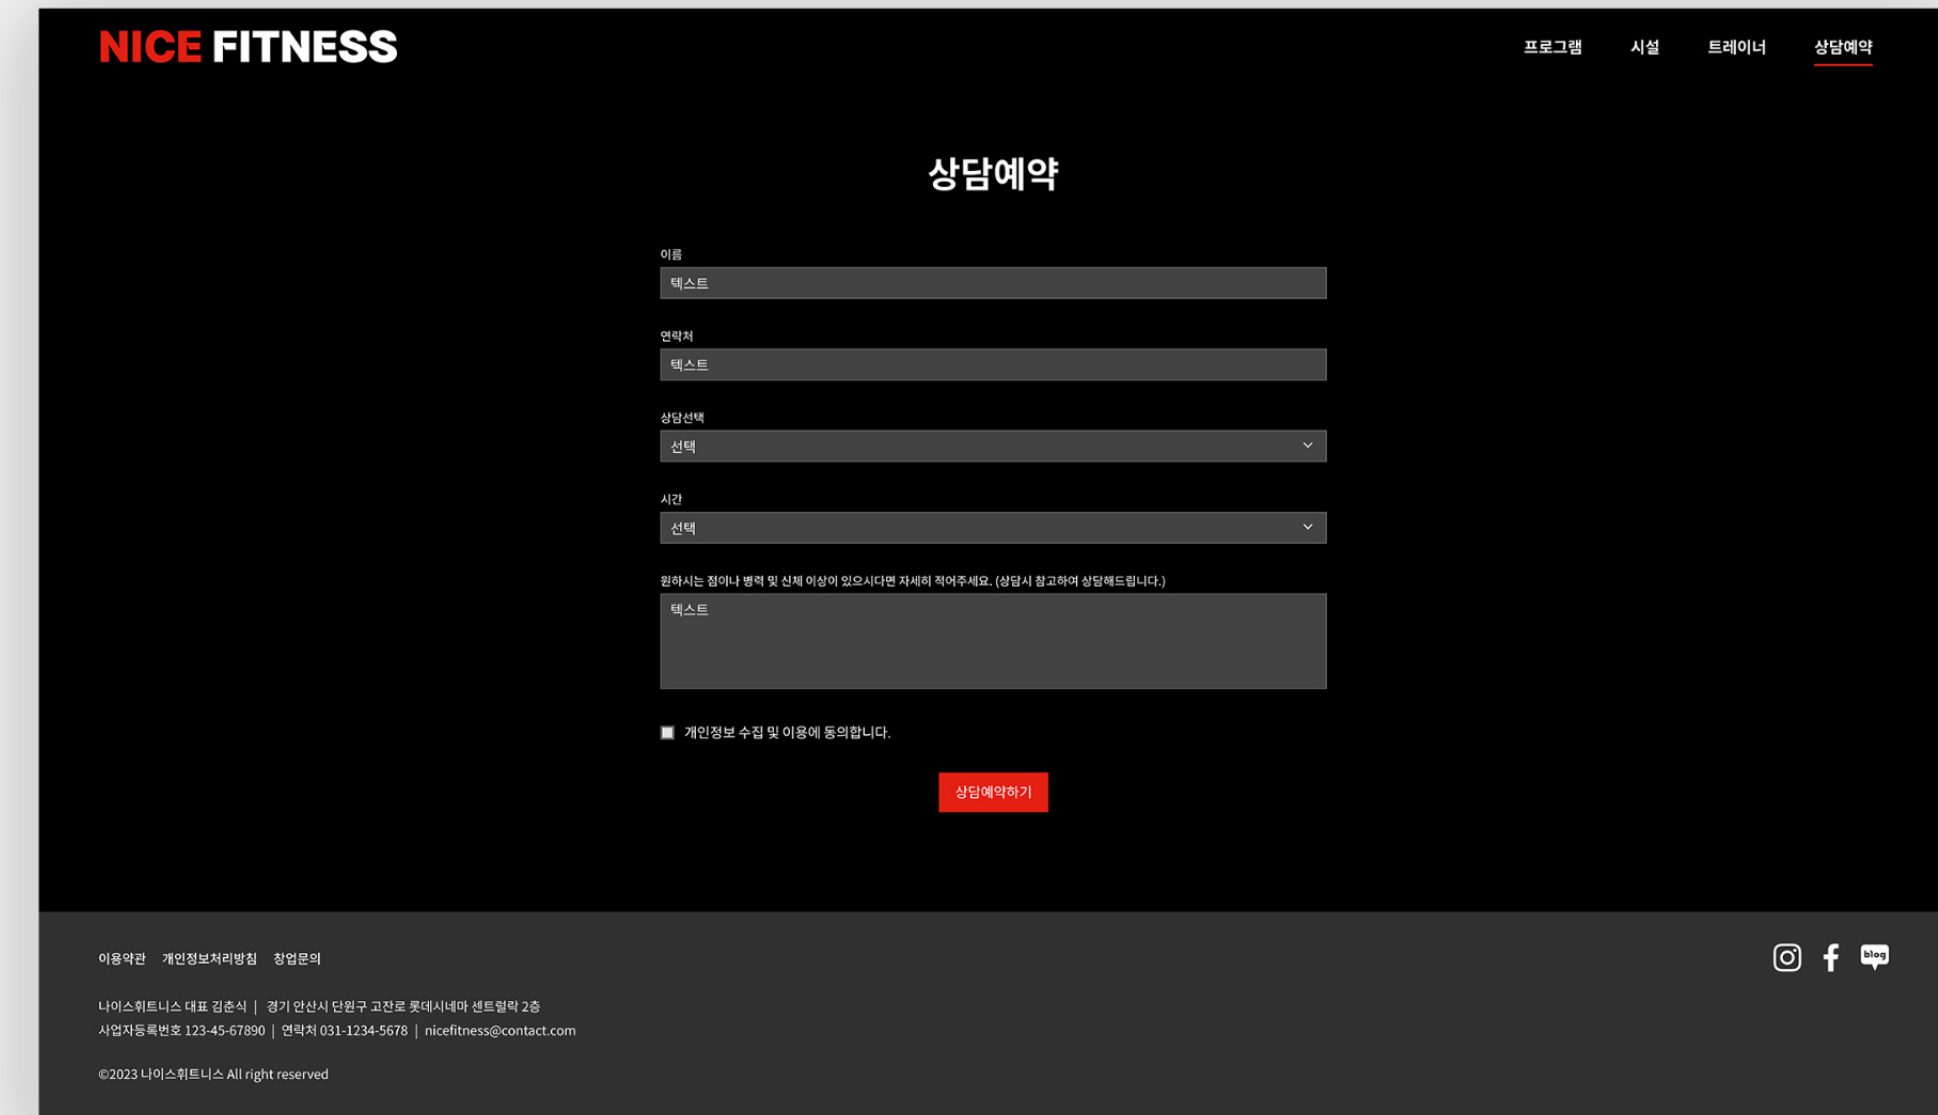 NICE FITNESS
프로그램 시설 트레이너 상담예약
상담예약
이름
텍스트
연락처
텍스트
상담선택
선택
시간
선택
원하시는 점이나 병력 및 신체 이상이 있으시다면 자세히 적어주세요. (상담시 참고하여 상담해드립니다.)
텍스트
개인정보 수집 및 이용에 동의합니다.
상담예약하기
이용약관 개인정보처리방침 창업문의
blog
나이스휘트니스 대표 김춘식 | 경기 안산시 단원구 고잔로 롯데시네마 센트럴락 2층
사업자등록번호 123-45-67890 | 연락처 031-1234-5678 | nicefitness@contact.com
©2023 나이스휘트니스 All right reserved